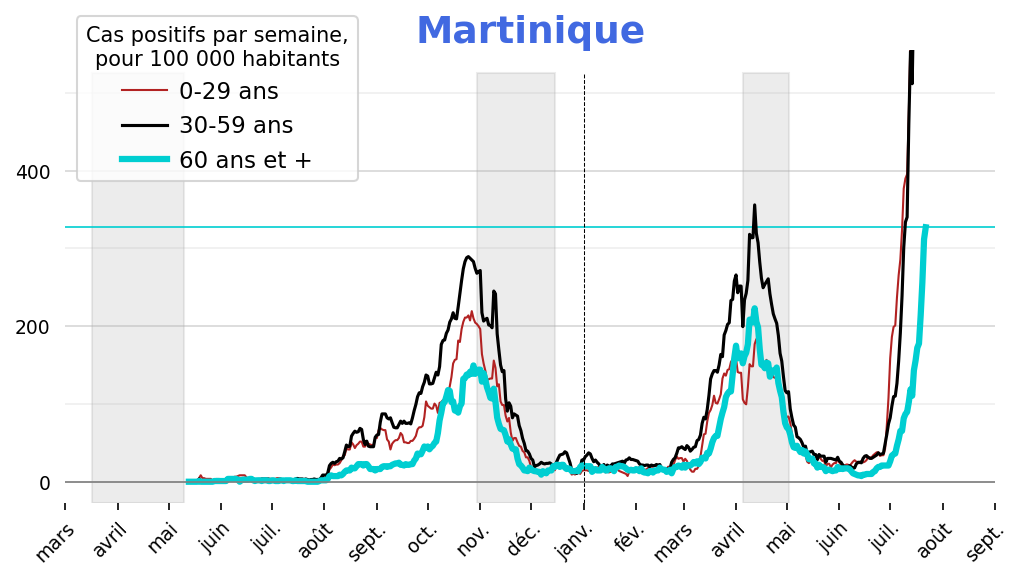 Martinique
Cas positifs par semaine,
pour 100 000 habitants
0-29 ans
30-59 ans
60 ans et +
400
200
0
mars
avril
mai
juin
juil.
août
sept.
oct.
nov.
déc.
janv.
fév.
mars
avril
mai
juin
juil.
août
sept.